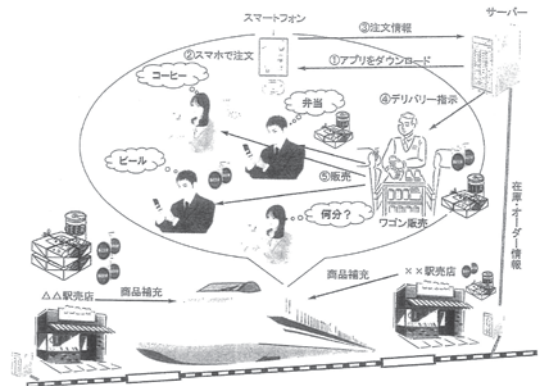 スマートフォン
サーバー
③注文情報
②スマホで注文
①アプリをダウンロード
コーヒー
弁当
④デリバリー指示
ビール
⑤販売
何分?
ワゴン販売
在庫・オーダー情報
△△駅売店
商品補充
商品補充
××駅売店